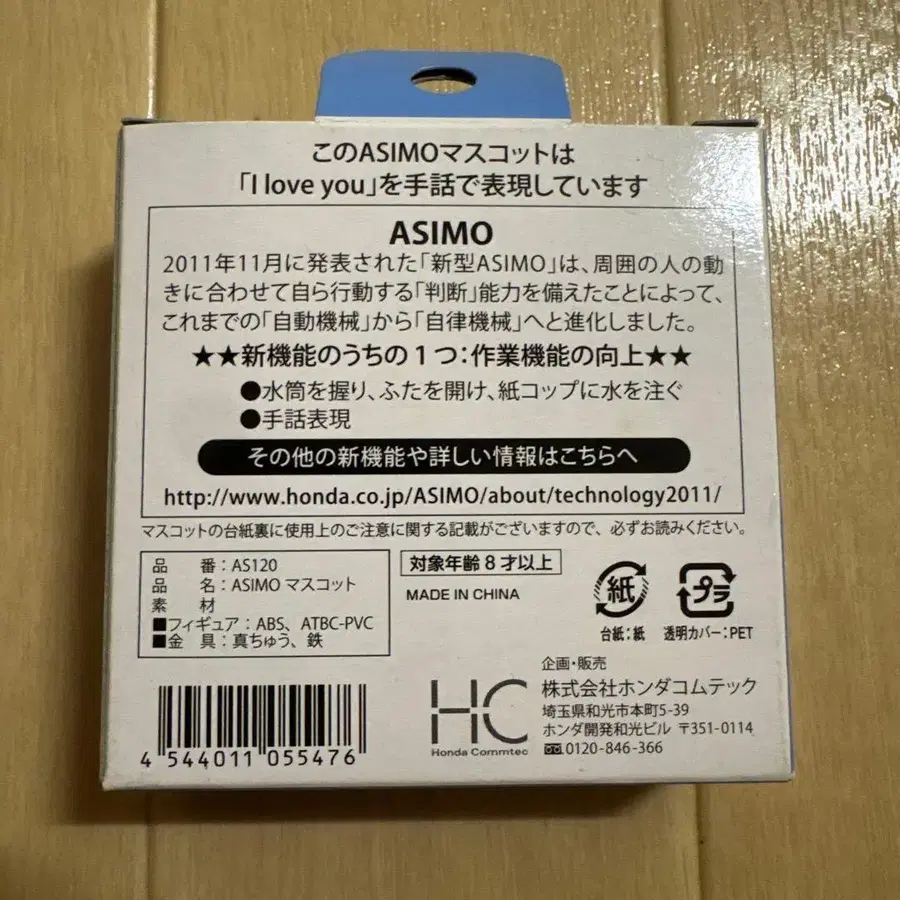 このASIMOマスコットは
「I love you」を手話で表現しています
ASIMO
2011年11月に発表された「新型ASIMO」は、周囲の人の動
きに合わせて自ら行動する「判断」能力を備えたことによって、
これまでの「自動機械」から「自律機械」へと進化しました。
★★新機能のうちの1つ：作業機能の向上★★
●水筒を握り、ふたを開け、紙コップに水を注ぐ
●手話表現
その他の新機能や詳しい情報はこちらへ
http://www.honda.co.jp/ASIMO/about/technology2011/
マスコットの台紙裏に使用上のご注意に関する記載がございますので、必ずお読みください。
品 番：AS120
品 名：ASIMO マスコット
素 材
■フィギュア：ABS、ATBC-PVC
■金 具：真ちゅう、鉄
対象年齢8才以上
MADE IN CHINA
紙
台紙：紙
プラ
透明カバー：PET
4 544011 055476
HC
Honda Commtec
企画・販売
株式会社ホンダコムテック
埼玉県和光市本町5-39
ホンダ開発和光ビル 〒351-0114
0120-846-366